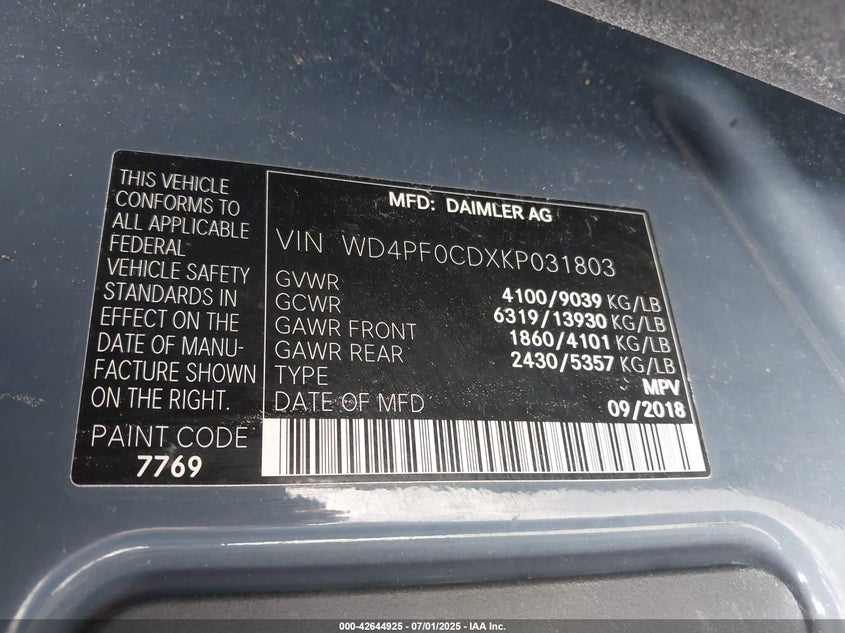 THIS VEHICLE
CONFORMS TO
ALL APPLICABLE
FEDERAL
VEHICLE SAFETY
STANDARDS IN
EFFECT ON THE
DATE OF MANU-
FACTURE SHOWN
ON THE RIGHT.
PAINT CODE
7769
MFD: DAIMLER AG
VIN WD4PF0CDXKP031803
GVWR 4100/9039 KG/LB
GCWR 6319/13930 KG/LB
GAWR FRONT 1860/4101 KG/LB
GAWR REAR 2430/5357 KG/LB
TYPE MPV
DATE OF MFD 09/2018
000-42644925 - 07/01/2025 - IAA Inc.